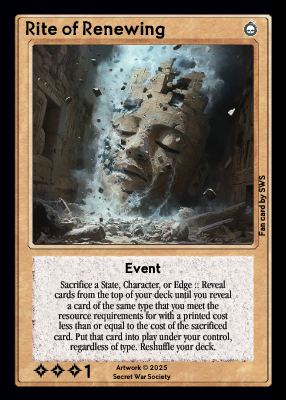 Rite of Renewing
Fan card by SWS
Event
Sacrifice a State, Character, or Edge :: Reveal
cards from the top of your deck until you reveal
a card of the same type that you meet the
resource requirements for with a printed cost
less than or equal to the cost of the sacrificed
card. Put that card into play under your control,
regardless of type. Reshuffle your deck.
1
Artwork © 2025
Secret War Society